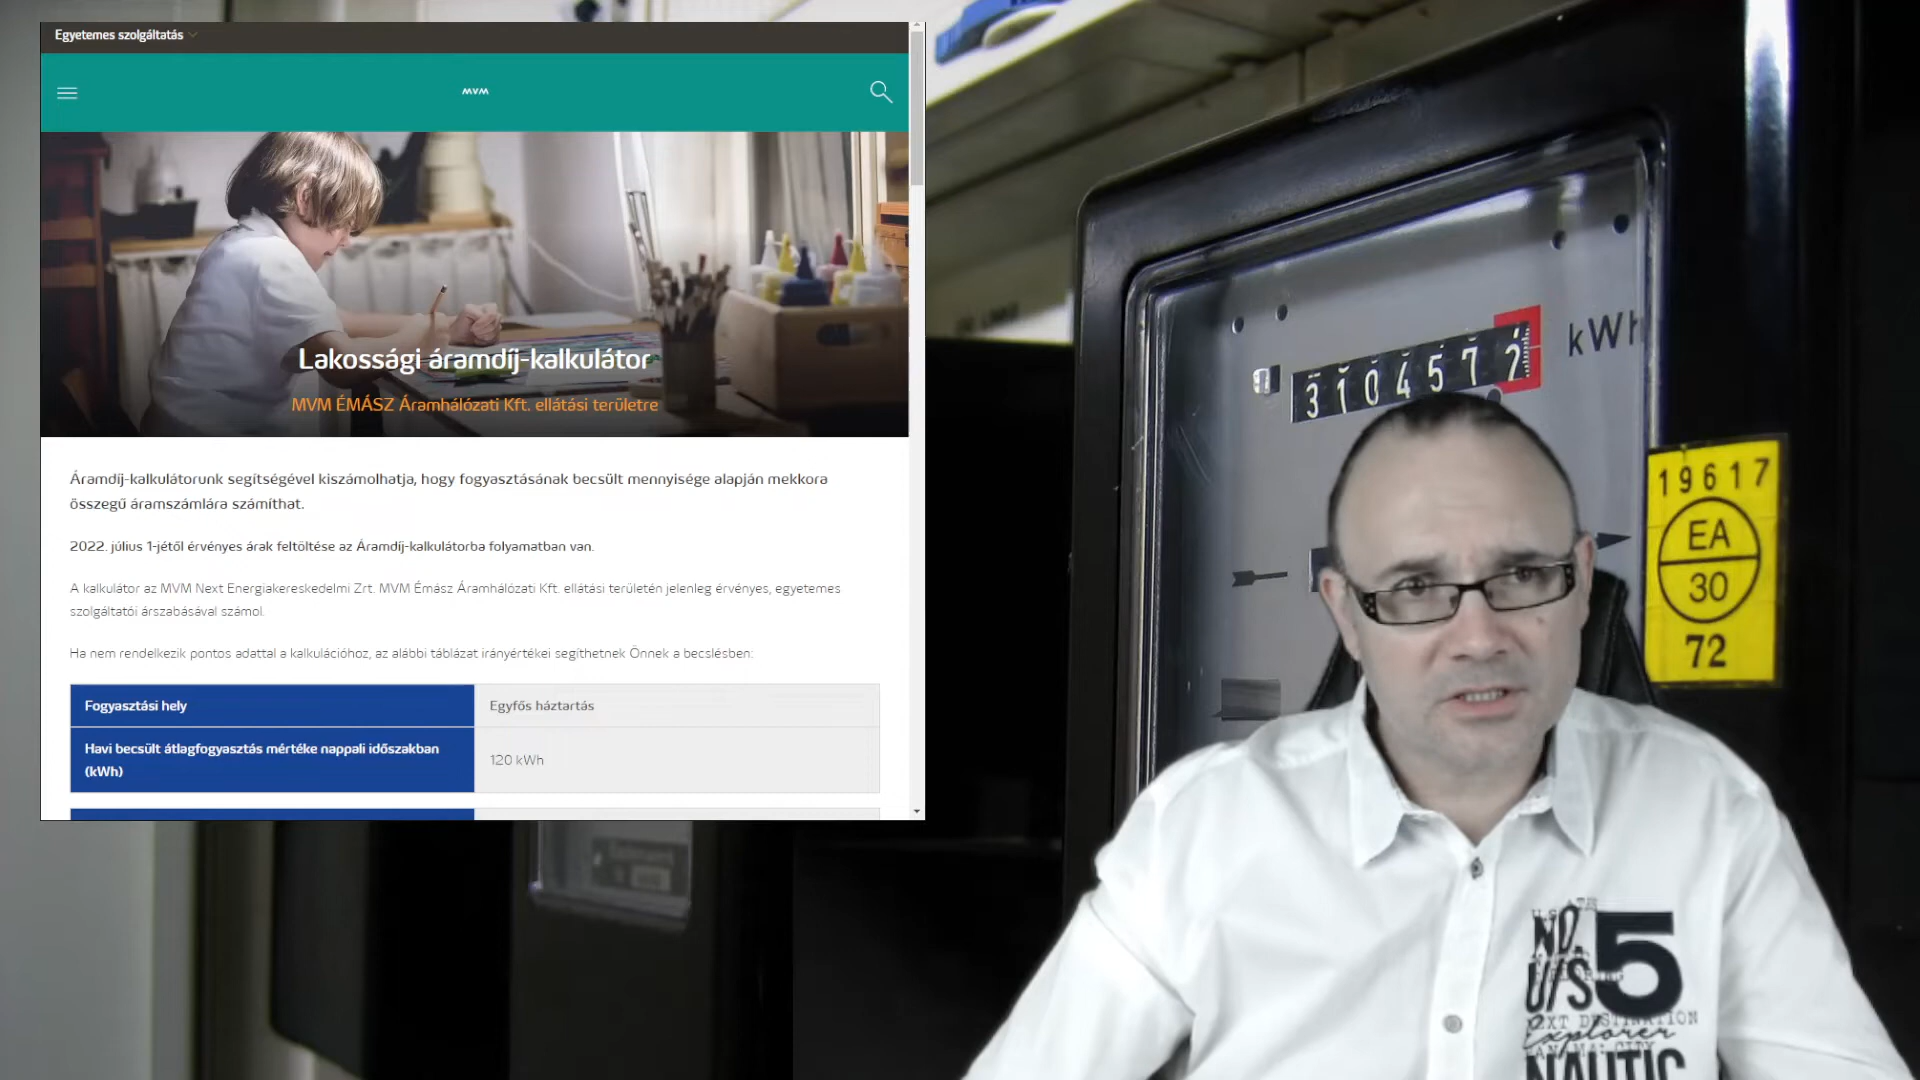 Egyetemes szolgáltatás
MVM
Lakossági áramdíj-kalkulátor
MVM ÉMÁSZ Áramhálózati Kft. ellátási területre
Áramdíj-kalkulátorunk segítségével kiszámolhatja, hogy fogyasztásának becsült mennyisége alapján mekkora
összegű áramszámlára számíthat.
2022. július 1-jétől érvényes árak feltöltése az Áramdíj-kalkulátorba folyamatban van.
A kalkulátor az MVM Next Energiakereskedelmi Zrt. MVM Émász Áramhálózati Kft. ellátási területén jelenleg érvényes, egyetemes
szolgáltatói árszabásával számol.
Ha nem rendelkezik pontos adattal a kalkulációhoz, az alábbi táblázat irányértékei segíthetnek Önnek a becslésben:
Fogyasztási hely
Egyfős háztartás
Havi becsült átlagfogyasztás mértéke nappali időszakban
(kWh)
120 kWh
3104572
kWh
19617
EA
30
72
NO.
U/S
5
NEXT DESTINATION
explorer
NAUTIC